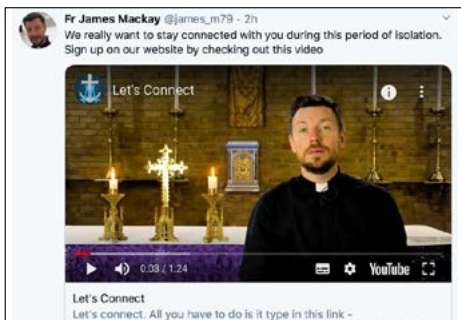 Fr James Mackay @james_m79 · 2h
We really want to stay connected with you during this period of isolation.
Sign up on our website by checking out this video
Let's Connect
0:03 / 1:24
YouTube
Let's Connect
Let's connect. All you have to do is it type in this link -